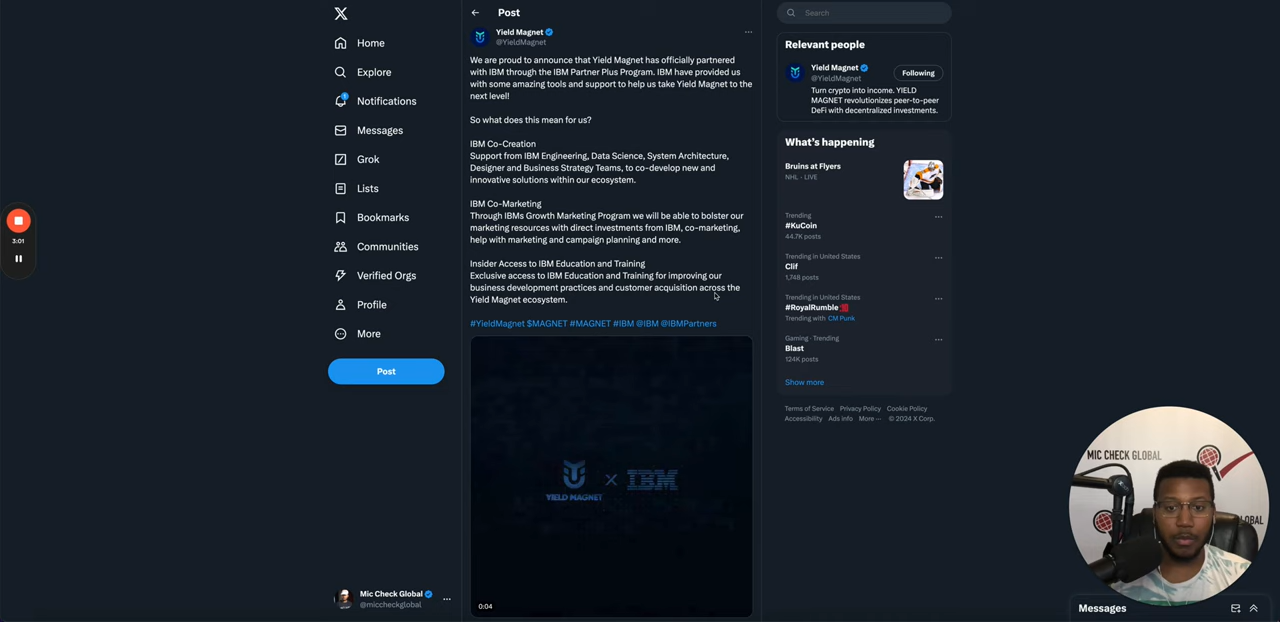 X
Home
Explore
Notifications
Messages
Grok
Lists
Bookmarks
Communities
Verified Orgs
Profile
More
Post
Mic Check Global
@miccheckglobal
3:01
Post
Yield Magnet
@YieldMagnet
We are proud to announce that Yield Magnet has officially partnered
with IBM through the IBM Partner Plus Program. IBM have provided us
with some amazing tools and support to help us take Yield Magnet to the
next level!
So what does this mean for us?
IBM Co-Creation
Support from IBM Engineering, Data Science, System Architecture,
Designer and Business Strategy Teams, to co-develop new and
innovative solutions within our ecosystem.
IBM Co-Marketing
Through IBMs Growth Marketing Program we will be able to bolster our
marketing resources with direct investments from IBM, co-marketing,
help with marketing and campaign planning and more.
Insider Access to IBM Education and Training
Exclusive access to IBM Education and Training for improving our
business development practices and customer acquisition across the
Yield Magnet ecosystem.
#YieldMagnet $MAGNET #MAGNET #IBM @IBM @IBMPartners
YIELD MAGNET X IBM
0:04
Search
Relevant people
Yield Magnet
@YieldMagnet
Following
Turn crypto into income. YIELD
MAGNET revolutionizes peer-to-peer
DeFi with decentralized investments.
What's happening
Bruins at Flyers
NHL · LIVE
Trending
#KuCoin
44.7K posts
Trending in United States
Clif
1,748 posts
Trending in United States
#RoyalRumble
Trending with CM Punk
Gaming · Trending
Blast
124K posts
Show more
Terms of Service Privacy Policy Cookie Policy
Accessibility Ads info More ··· © 2024 X Corp.
MIC CHECK GLOBAL
Messages